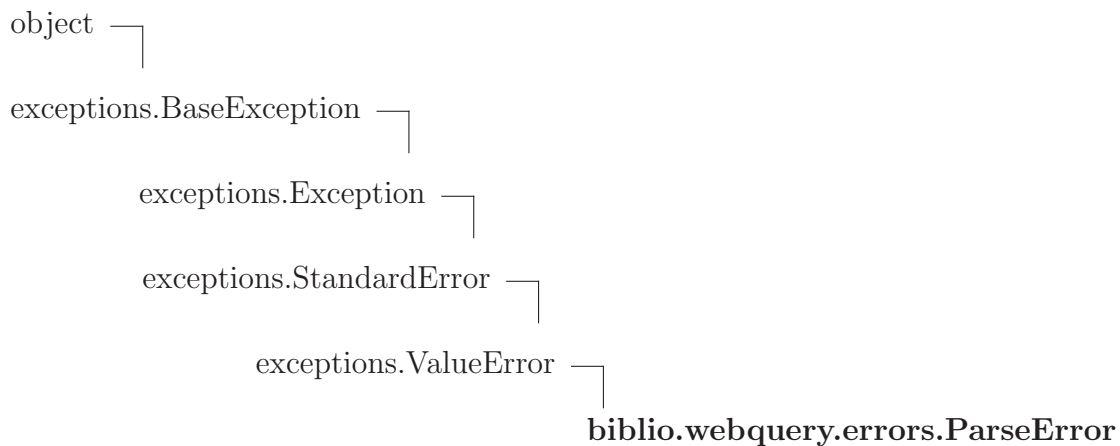 object
exceptions.BaseException
exceptions.Exception
exceptions.StandardError
exceptions.ValueError
biblio.webquery.errors.ParseError